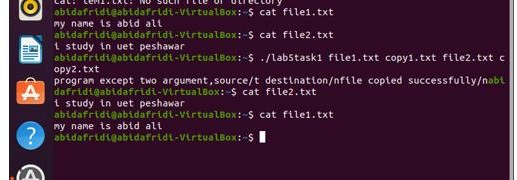 cat: tem1.txt: No such file or directory
abidafridi@abidafridi-VirtualBox:~$ cat file1.txt
my name is abid ali
abidafridi@abidafridi-VirtualBox:~$ cat file2.txt
i study in uet peshawar
abidafridi@abidafridi-VirtualBox:~$ ./lab5task1 file1.txt copy1.txt file2.txt c
opy2.txt
program except two argument,source/t destination/nfile copied successfully/nabi
dafridi@abidafridi-VirtualBox:~$ cat file2.txt
i study in uet peshawar
abidafridi@abidafridi-VirtualBox:~$ cat file1.txt
my name is abid ali
abidafridi@abidafridi-VirtualBox:~$